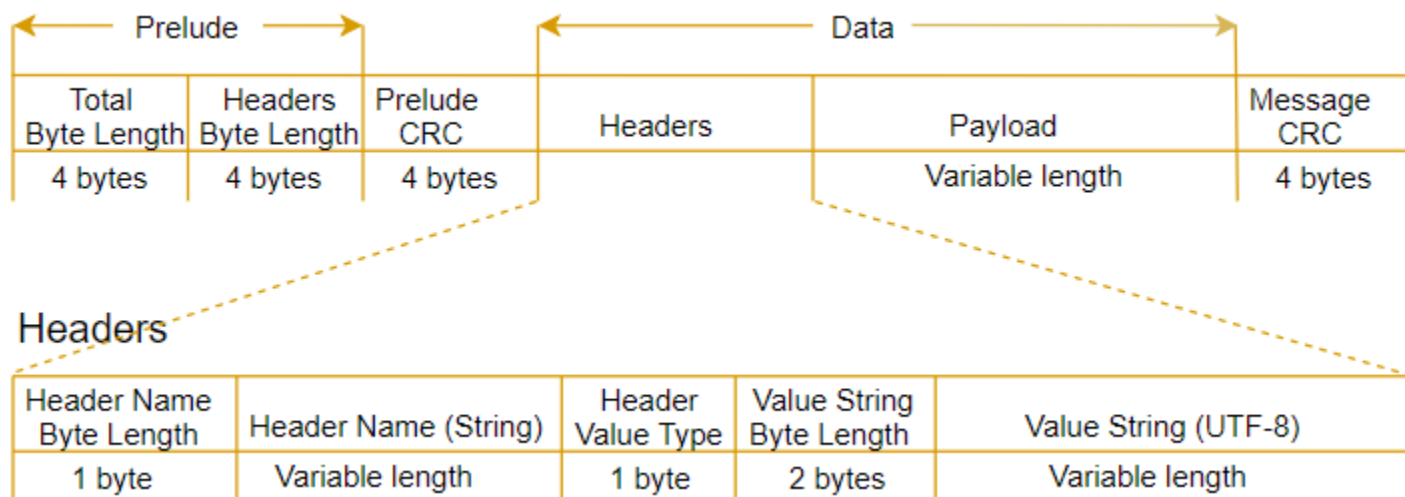 Prelude
Data
Total
Byte Length
Headers
Byte Length
Prelude
CRC
Headers
Payload
Message
CRC
4 bytes
4 bytes
4 bytes
Variable length
4 bytes
Headers
Header Name
Byte Length
Header Name (String)
Header
Value Type
Value String
Byte Length
Value String (UTF-8)
1 byte
Variable length
1 byte
2 bytes
Variable length